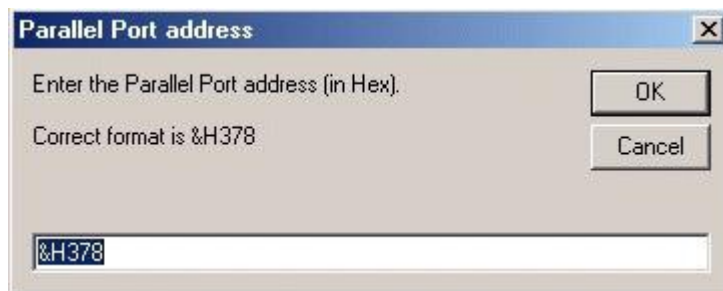 Parallel Port address
Enter the Parallel Port address (in Hex).
OK
Correct format is &H378
Cancel
&H378